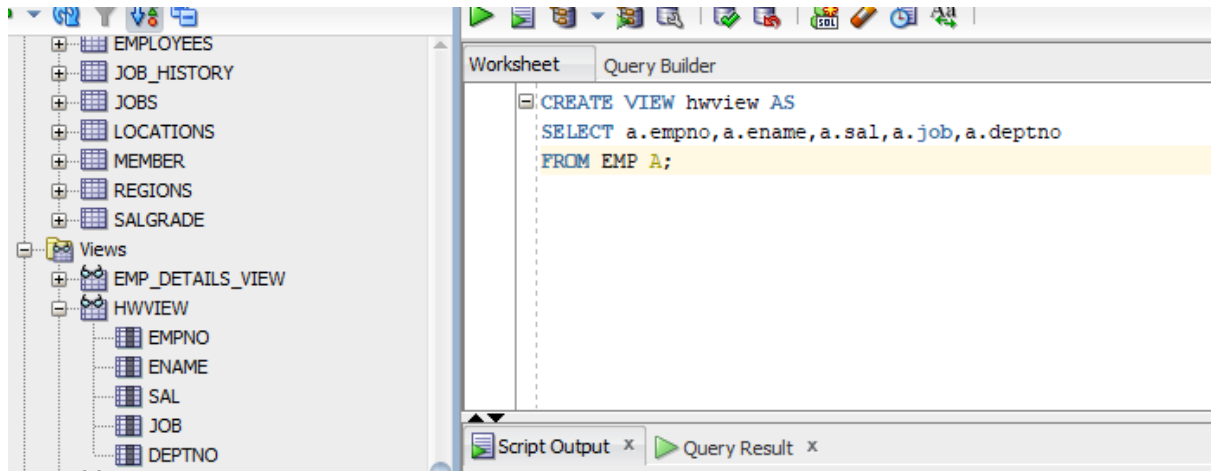 EMPLOYEES
JOB_HISTORY
JOBS
LOCATIONS
MEMBER
REGIONS
SALGRADE
Views
EMP_DETAILS_VIEW
HWVIEW
EMPNO
ENAME
SAL
JOB
DEPTNO
Worksheet Query Builder
CREATE VIEW hwview AS
SELECT a.empno,a.ename,a.sal,a.job,a.deptno
FROM EMP A;
Script Output x Query Result x